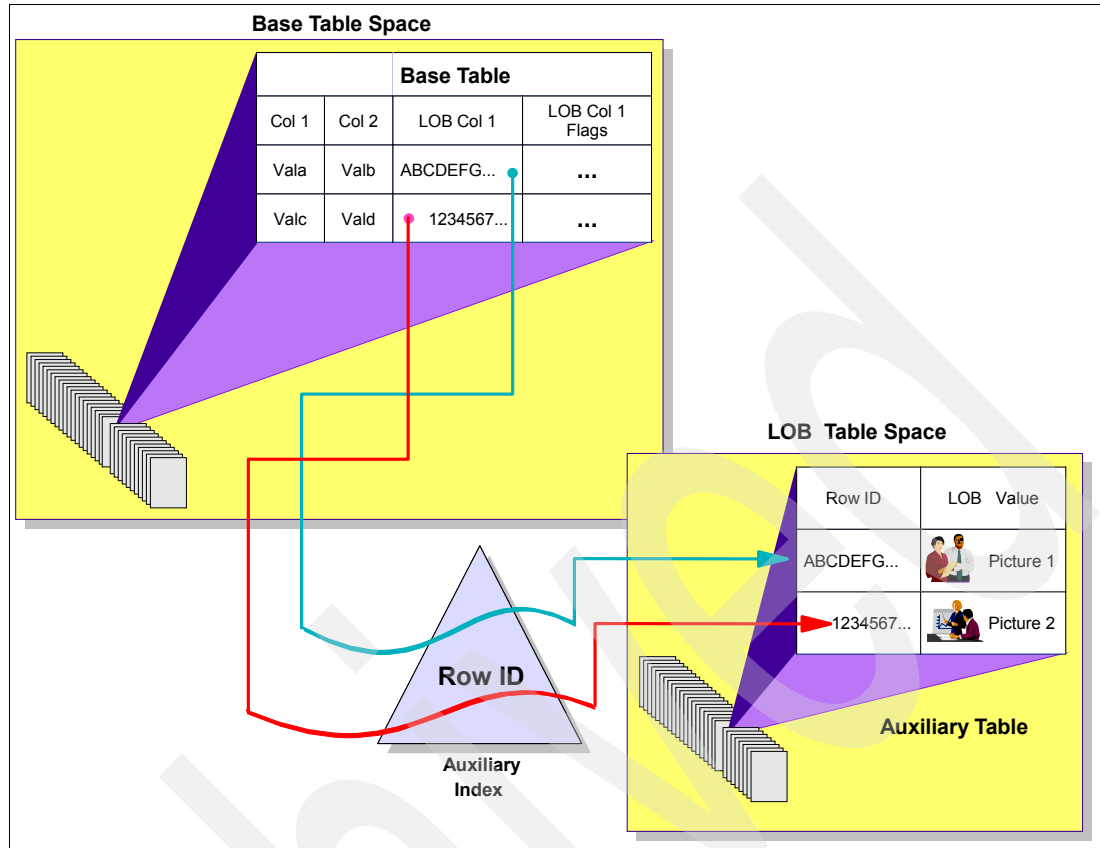 Base Table Space
Base Table
Col 1 Col 2 LOB Col 1 LOB Col 1
Flags
Vala Valb ABCDEFG... ...
Valc Vald 1234567... ...
LOB Table Space
Row ID LOB Value
ABCDEFG... Picture 1
1234567... Picture 2
Row ID
Auxiliary Table
Auxiliary
Index